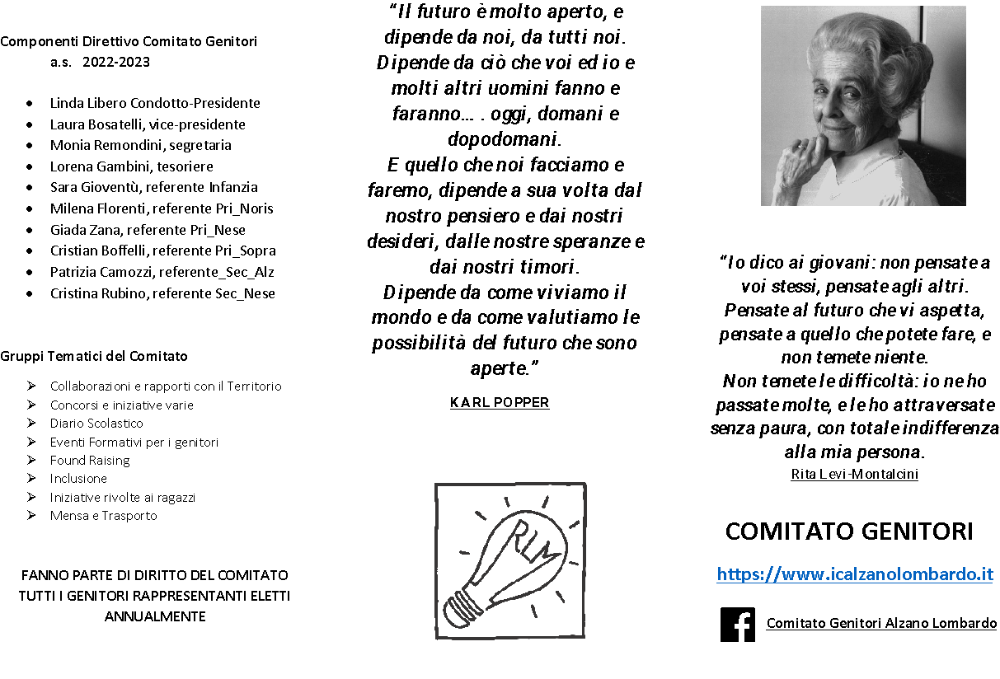 Componenti Direttivo Comitato Genitori
a.s. 2022-2023
• Linda Libero Condotto-Presidente
• Laura Bosatelli, vice-presidente
• Monia Remondini, segretaria
• Lorena Gambini, tesoriere
• Sara Gioventù, referente Infanzia
• Milena Florenti, referente Pri_Noris
• Giada Zana, referente Pri_Nese
• Cristian Boffelli, referente Pri_Sopra
• Patrizia Camozzi, referente_Sec_Alz
• Cristina Rubino, referente Sec_Nese
Gruppi Tematici del Comitato
➢ Collaborazioni e rapporti con il Territorio
➢ Concorsi e iniziative varie
➢ Diario Scolastico
➢ Eventi Formativi per i genitori
➢ Found Raising
➢ Inclusione
➢ Iniziative rivolte ai ragazzi
➢ Mensa e Trasporto
FANNO PARTE DI DIRITTO DEL COMITATO
TUTTI I GENITORI RAPPRESENTANTI ELETTI
ANNUALMENTE
“Il futuro è molto aperto, e
dipende da noi, da tutti noi.
Dipende da ciò che voi ed io e
molti altri uomini fanno e
faranno... . oggi, domani e
dopodomani.
E quello che noi facciamo e
faremo, dipende a sua volta dal
nostro pensiero e dai nostri
desideri, dalle nostre speranze e
dai nostri timori.
Dipende da come viviamo il
mondo e da come valutiamo le
possibilità del futuro che sono
aperte.”
KARL POPPER
RLM
“Io dico ai giovani: non pensate a
voi stessi, pensate agli altri.
Pensate al futuro che vi aspetta,
pensate a quello che potete fare, e
non temete niente.
Non temete le difficoltà: io ne ho
passate molte, e le ho attraversate
senza paura, con totale indifferenza
alla mia persona.
Rita Levi-Montalcini
COMITATO GENITORI
https://www.icalzanolombardo.it
f Comitato Genitori Alzano Lombardo